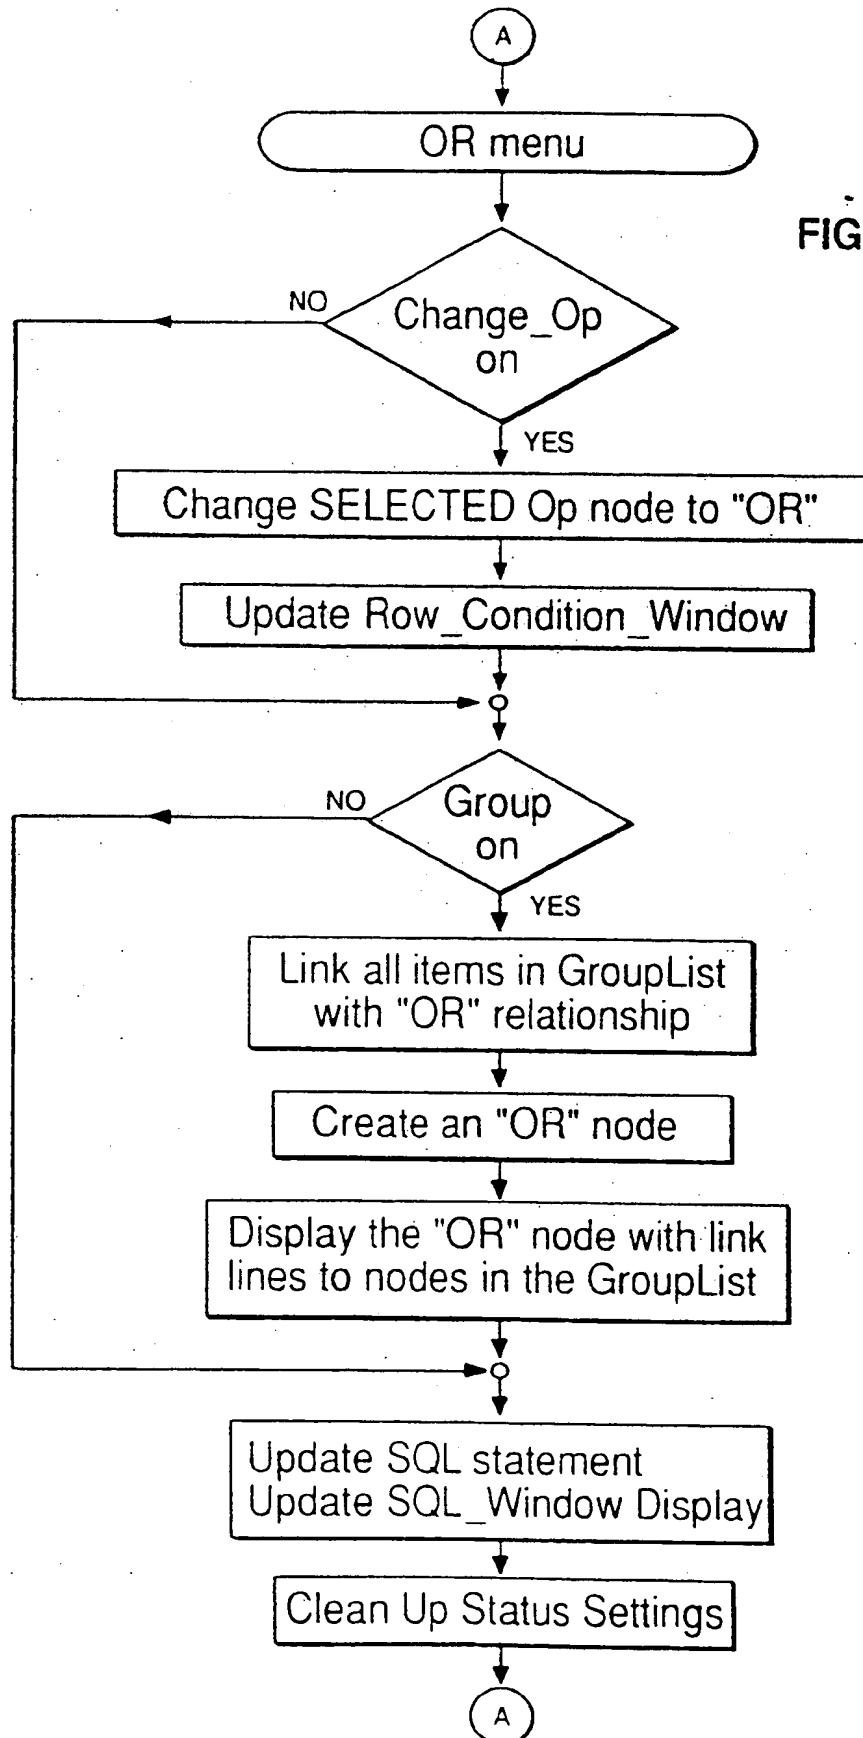 A
OR menu
FIG
NO
Change_Op
on
YES
Change SELECTED Op node to "OR"
Update Row_Condition_Window
NO
Group
on
YES
Link all items in GroupList
with "OR" relationship
Create an "OR" node
Display the "OR" node with link
lines to nodes in the GroupList
Update SQL statement
Update SQL_Window Display
Clean Up Status Settings
A